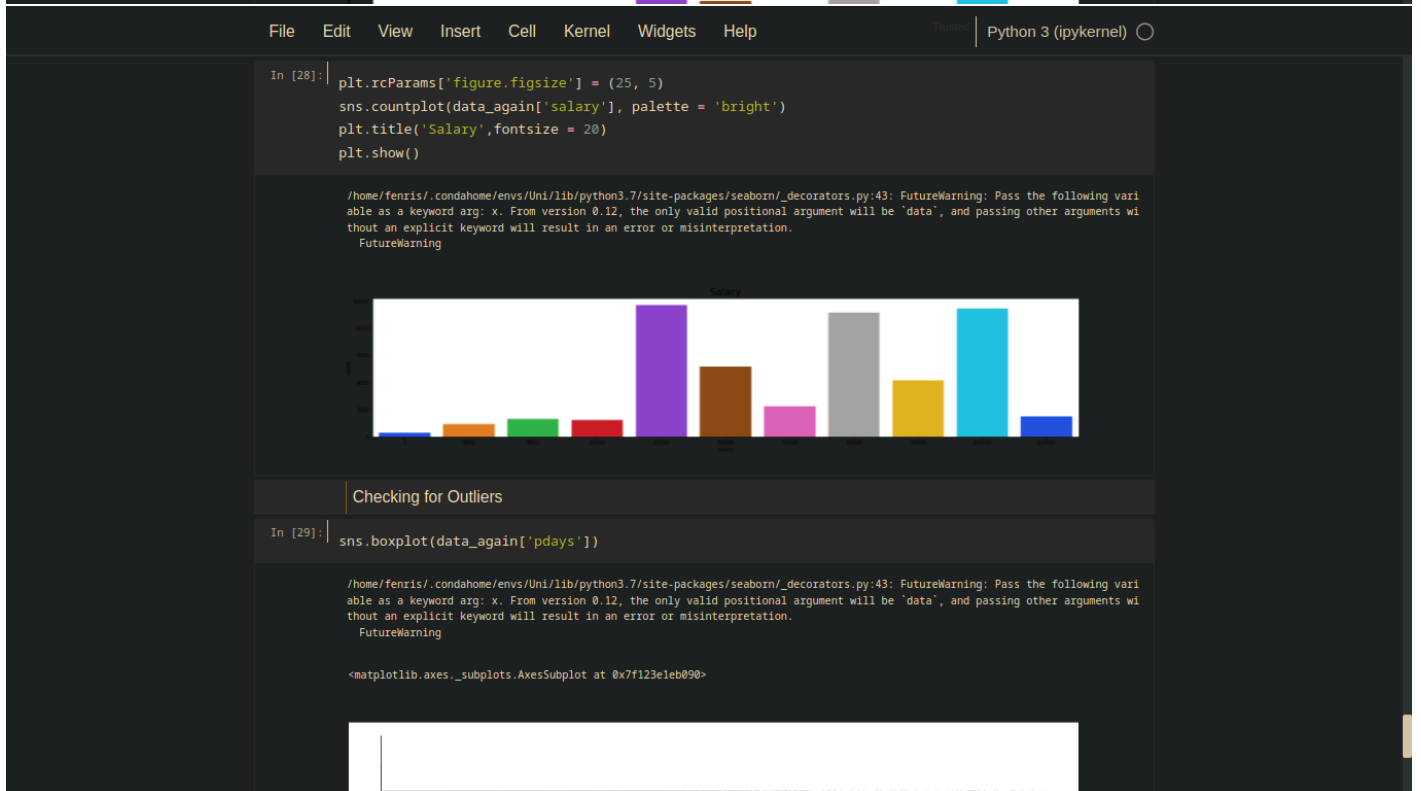 File Edit View Insert Cell Kernel Widgets Help Trusted Python 3 (ipykernel)
In [28]:
plt.rcParams['figure.figsize'] = (25, 5)
sns.countplot(data_again['salary'], palette = 'bright')
plt.title('Salary',fontsize = 20)
plt.show()
/home/fenris/.condahome/envs/Uni/lib/python3.7/site-packages/seaborn/_decorators.py:43: FutureWarning: Pass the following vari
able as a keyword arg: x. From version 0.12, the only valid positional argument will be `data`, and passing other arguments wi
thout an explicit keyword will result in an error or misinterpretation.
FutureWarning
Salary
Checking for Outliers
In [29]:
sns.boxplot(data_again['pdays'])
/home/fenris/.condahome/envs/Uni/lib/python3.7/site-packages/seaborn/_decorators.py:43: FutureWarning: Pass the following vari
able as a keyword arg: x. From version 0.12, the only valid positional argument will be `data`, and passing other arguments wi
thout an explicit keyword will result in an error or misinterpretation.
FutureWarning
<matplotlib.axes._subplots.AxesSubplot at 0x7f123e1eb090>